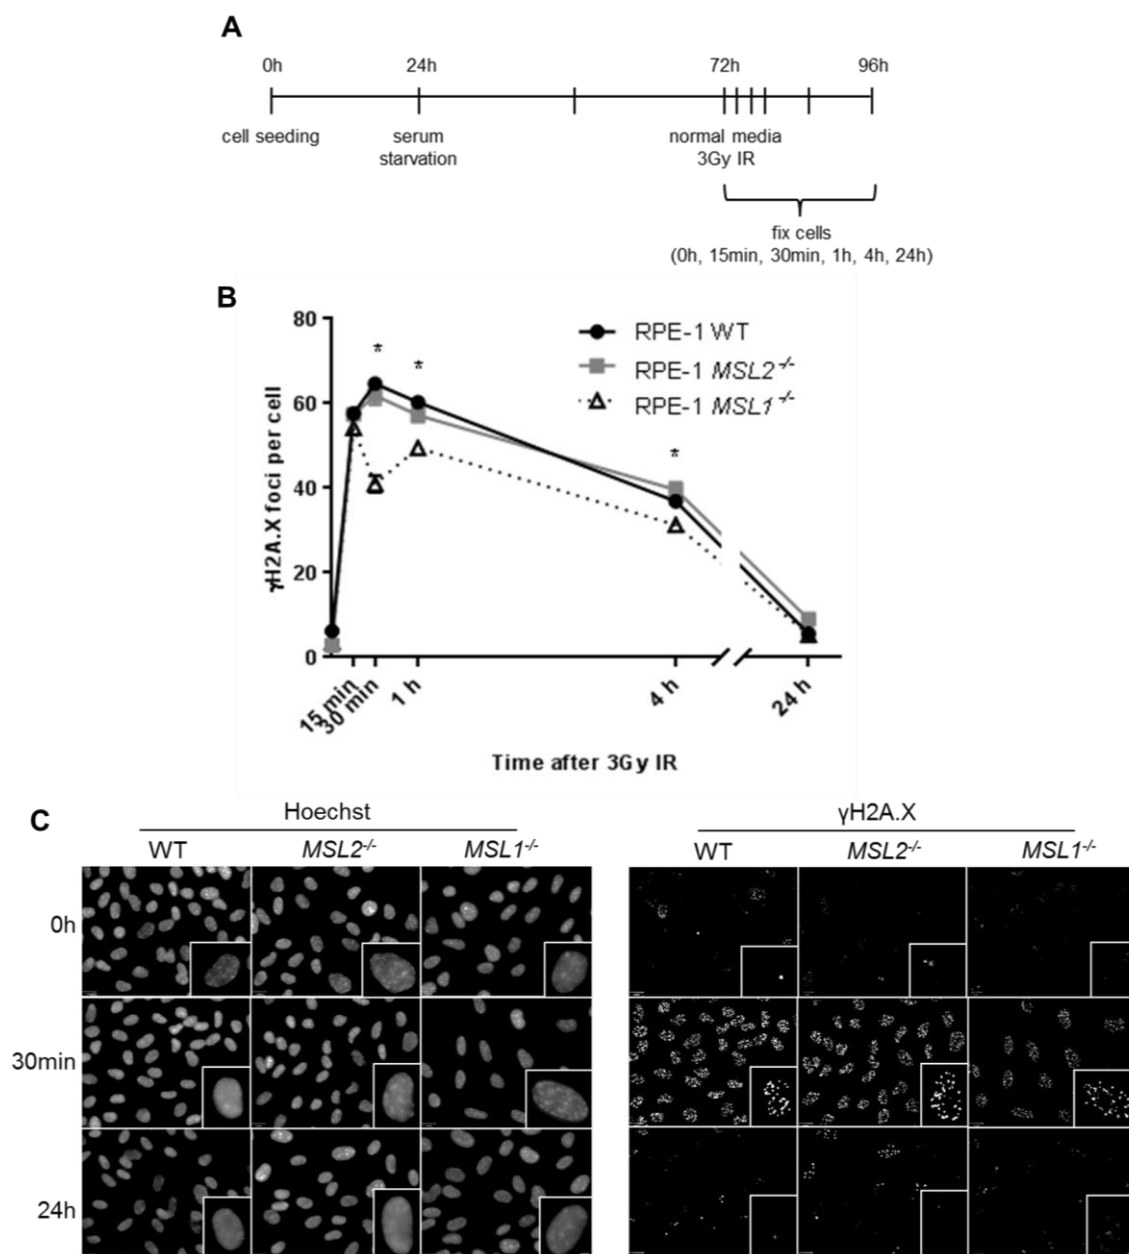 A
0h 24h 72h 96h
cell seeding serum normal media
starvation 3Gy IR
fix cells
(0h, 15min, 30min, 1h, 4h, 24h)
B
80
60
40
20
0
γH2A.X foci per cell
RPE-1 WT
RPE-1 MSL2-/-
RPE-1 MSL1-/-
*
*
*
15 min 30 min 1 h 4 h 24 h
Time after 3Gy IR
C
Hoechst γH2A.X
WT MSL2-/- MSL1-/- WT MSL2-/- MSL1-/-
0h
30min
24h